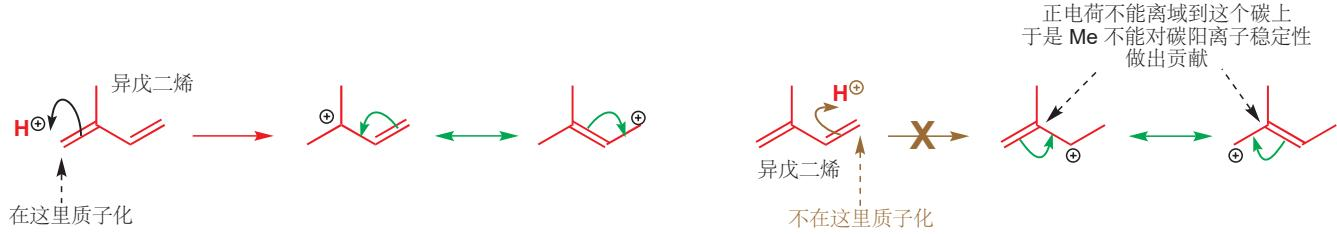 异戊二烯
H⊕
⊕
⊕
在这里质子化
正电荷不能离域到这个碳上
于是 Me 不能对碳阳离子稳定性
做出贡献
H⊕
X
异戊二烯
⊕
⊕
不在这里质子化